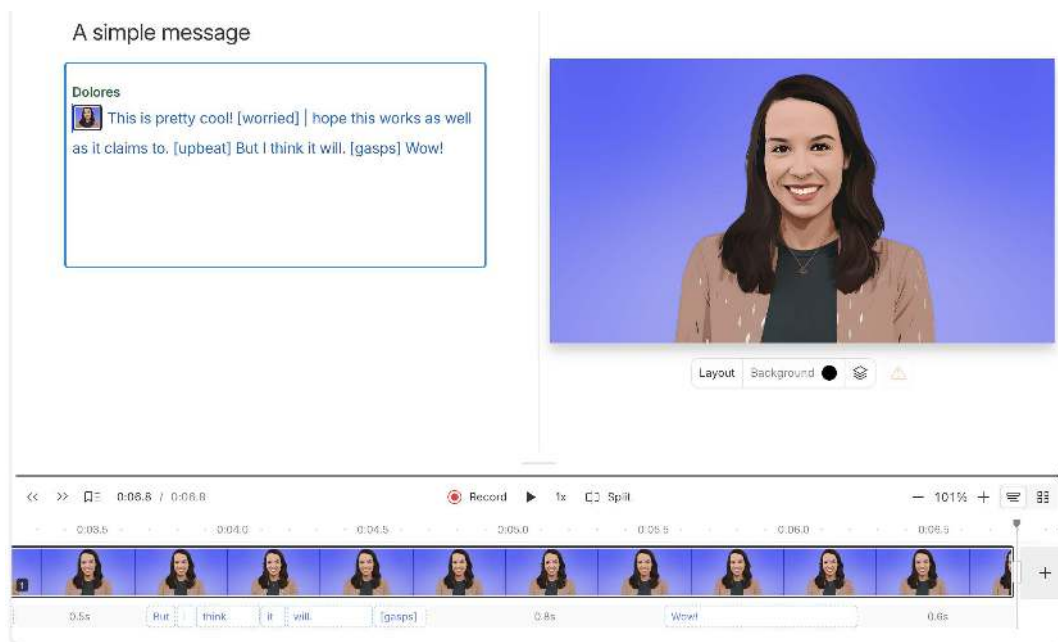 A simple message
Dolores
This is pretty cool! [worried] | hope this works as well
as it claims to. [upbeat] But I think it will. [gasps] Wow!
Layout Background
0:06.8 / 0:06.8 Record 1x Split 101%
0:03.5 0:04.0 0:04.5 0:05.0 0:05.5 0:06.0 0:06.5
0.5s But I think it will. [gasps] 0.8s Wow! 0.6s